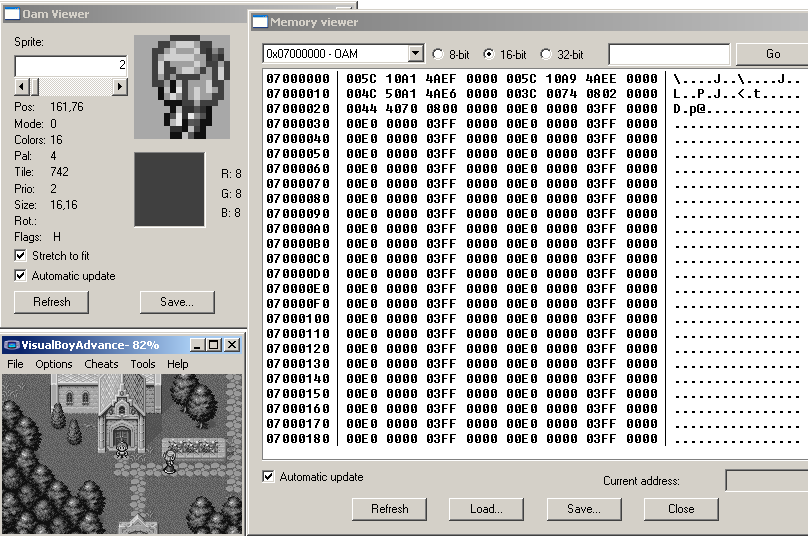 Oam Viewer
Sprite:
2
Pos: 161,76
Mode: 0
Colors: 16
Pal: 4
Tile: 742
Prio: 2
Size: 16,16
Rot.:
Flags: H
R: 8
G: 8
B: 8
Stretch to fit
Automatic update
Refresh Save...
VisualBoyAdvance- 82%
File Options Cheats Tools Help
Memory viewer
0x07000000 - OAM 8-bit 16-bit 32-bit Go
07000000 005C 10A1 4AEF 0000 005C 10A9 4AEE 0000 \....J..\....J..
07000010 004C 50A1 4AE6 0000 003C 0074 0802 0000 L..P.J..<.t.....
07000020 0044 4070 0800 0000 00E0 0000 03FF 0000 D.p@............
07000030 00E0 0000 03FF 0000 00E0 0000 03FF 0000 ................
07000040 00E0 0000 03FF 0000 00E0 0000 03FF 0000 ................
07000050 00E0 0000 03FF 0000 00E0 0000 03FF 0000 ................
07000060 00E0 0000 03FF 0000 00E0 0000 03FF 0000 ................
07000070 00E0 0000 03FF 0000 00E0 0000 03FF 0000 ................
07000080 00E0 0000 03FF 0000 00E0 0000 03FF 0000 ................
07000090 00E0 0000 03FF 0000 00E0 0000 03FF 0000 ................
070000A0 00E0 0000 03FF 0000 00E0 0000 03FF 0000 ................
070000B0 00E0 0000 03FF 0000 00E0 0000 03FF 0000 ................
070000C0 00E0 0000 03FF 0000 00E0 0000 03FF 0000 ................
070000D0 00E0 0000 03FF 0000 00E0 0000 03FF 0000 ................
070000E0 00E0 0000 03FF 0000 00E0 0000 03FF 0000 ................
070000F0 00E0 0000 03FF 0000 00E0 0000 03FF 0000 ................
07000100 00E0 0000 03FF 0000 00E0 0000 03FF 0000 ................
07000110 00E0 0000 03FF 0000 00E0 0000 03FF 0000 ................
07000120 00E0 0000 03FF 0000 00E0 0000 03FF 0000 ................
07000130 00E0 0000 03FF 0000 00E0 0000 03FF 0000 ................
07000140 00E0 0000 03FF 0000 00E0 0000 03FF 0000 ................
07000150 00E0 0000 03FF 0000 00E0 0000 03FF 0000 ................
07000160 00E0 0000 03FF 0000 00E0 0000 03FF 0000 ................
07000170 00E0 0000 03FF 0000 00E0 0000 03FF 0000 ................
07000180 00E0 0000 03FF 0000 00E0 0000 03FF 0000 ................
Automatic update Current address:
Refresh Load... Save... Close